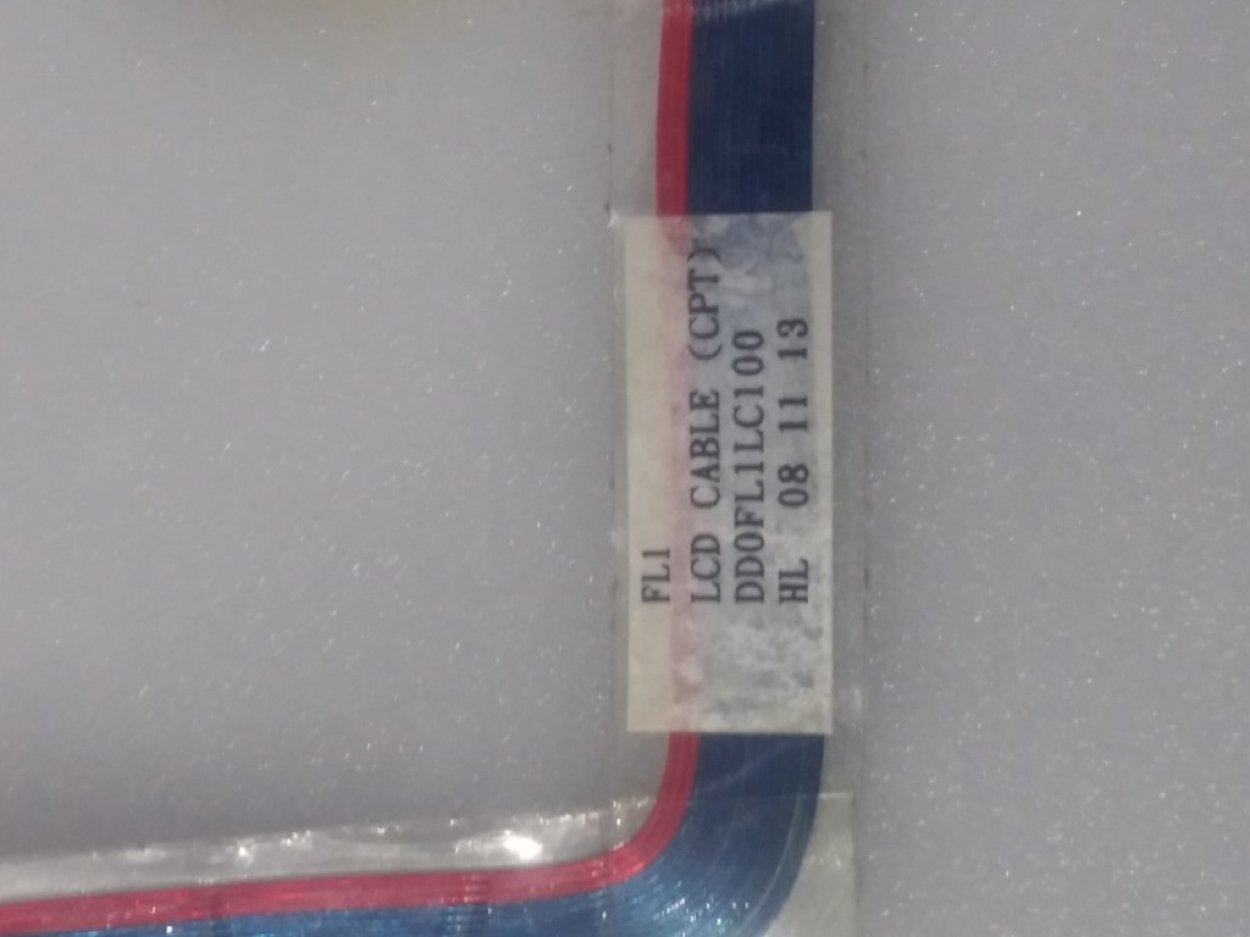 FL1
LCD CABLE (CPT)
DD0FL1LC100
HL 08 11 13